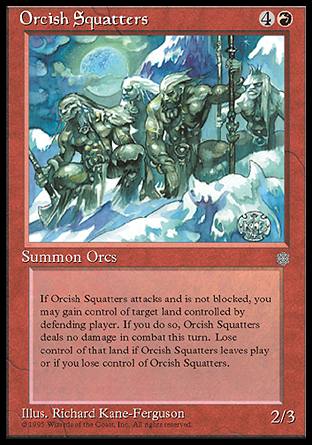 Orcish Squatters 4
Summon Orcs
If Orcish Squatters attacks and is not blocked, you
may gain control of target land controlled by
defending player. If you do so, Orcish Squatters
deals no damage in combat this turn. Lose
control of that land if Orcish Squatters leaves play
or if you lose control of Orcish Squatters.
Illus. Richard Kane-Ferguson
©1995 Wizards of the Coast, Inc. All rights reserved.
2/3